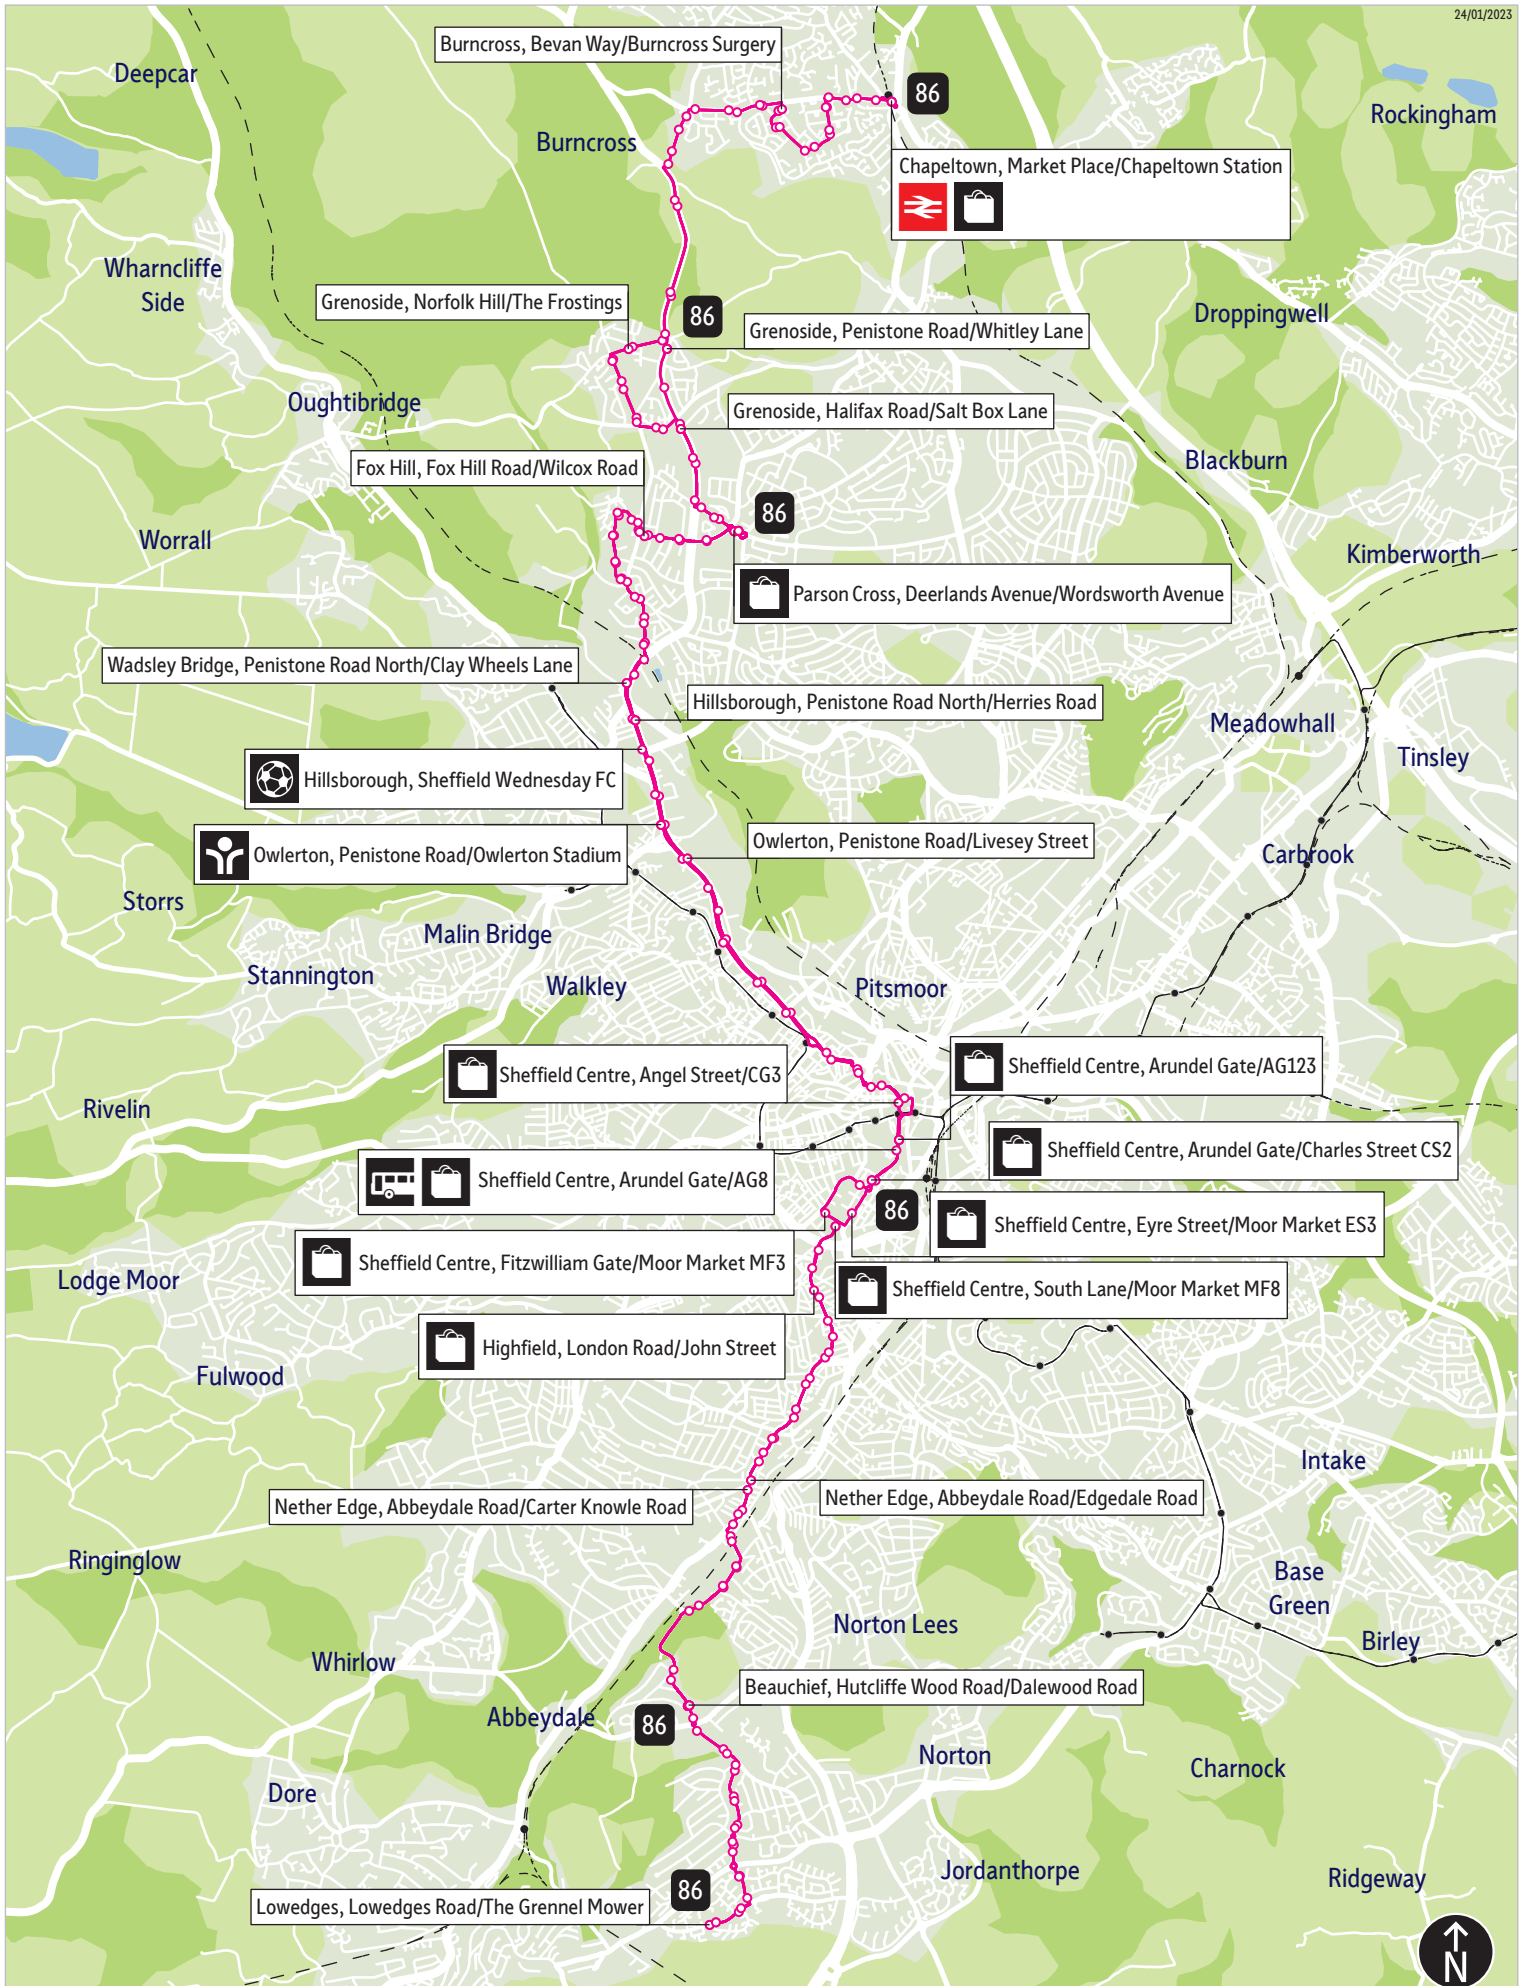 24/01/2023
Burncross, Bevan Way/Burncross Surgery
Deepcar
86
Rockingham
Burncross
Chapeltown, Market Place/Chapeltown Station
Wharncliffe
Side
Grenoside, Norfolk Hill/The Frostings
86
Droppingwell
Grenoside, Penistone Road/Whitley Lane
Oughtibridge
Grenoside, Halifax Road/Salt Box Lane
Fox Hill, Fox Hill Road/Wilcox Road
Blackburn
86
Worrall
Kimberworth
Parson Cross, Deerlands Avenue/Wordsworth Avenue
Wadsley Bridge, Penistone Road North/Clay Wheels Lane
Hillsborough, Penistone Road North/Herries Road
Meadowhall
Tinsley
Hillsborough, Sheffield Wednesday FC
Owlerton, Penistone Road/Livesey Street
Owlerton, Penistone Road/Owlerton Stadium
Carbrook
Storrs
Malin Bridge
Stannington
Walkley
Pitsmoor
Sheffield Centre, Angel Street/CG3
Sheffield Centre, Arundel Gate/AG123
Rivelin
Sheffield Centre, Arundel Gate/Charles Street CS2
Sheffield Centre, Arundel Gate/AG8
86
Sheffield Centre, Eyre Street/Moor Market ES3
Sheffield Centre, Fitzwilliam Gate/Moor Market MF3
Lodge Moor
Sheffield Centre, South Lane/Moor Market MF8
Highfield, London Road/John Street
Fulwood
Intake
Nether Edge, Abbeydale Road/Carter Knowle Road
Nether Edge, Abbeydale Road/Edgedale Road
Ringinglow
Base
Green
Norton Lees
Birley
Whirlow
Beauchief, Hutcliffe Wood Road/Dalewood Road
Abbeydale
86
Norton
Charnock
Dore
Jordanthorpe
Ridgeway
86
Lowedges, Lowedges Road/The Grennel Mower
N